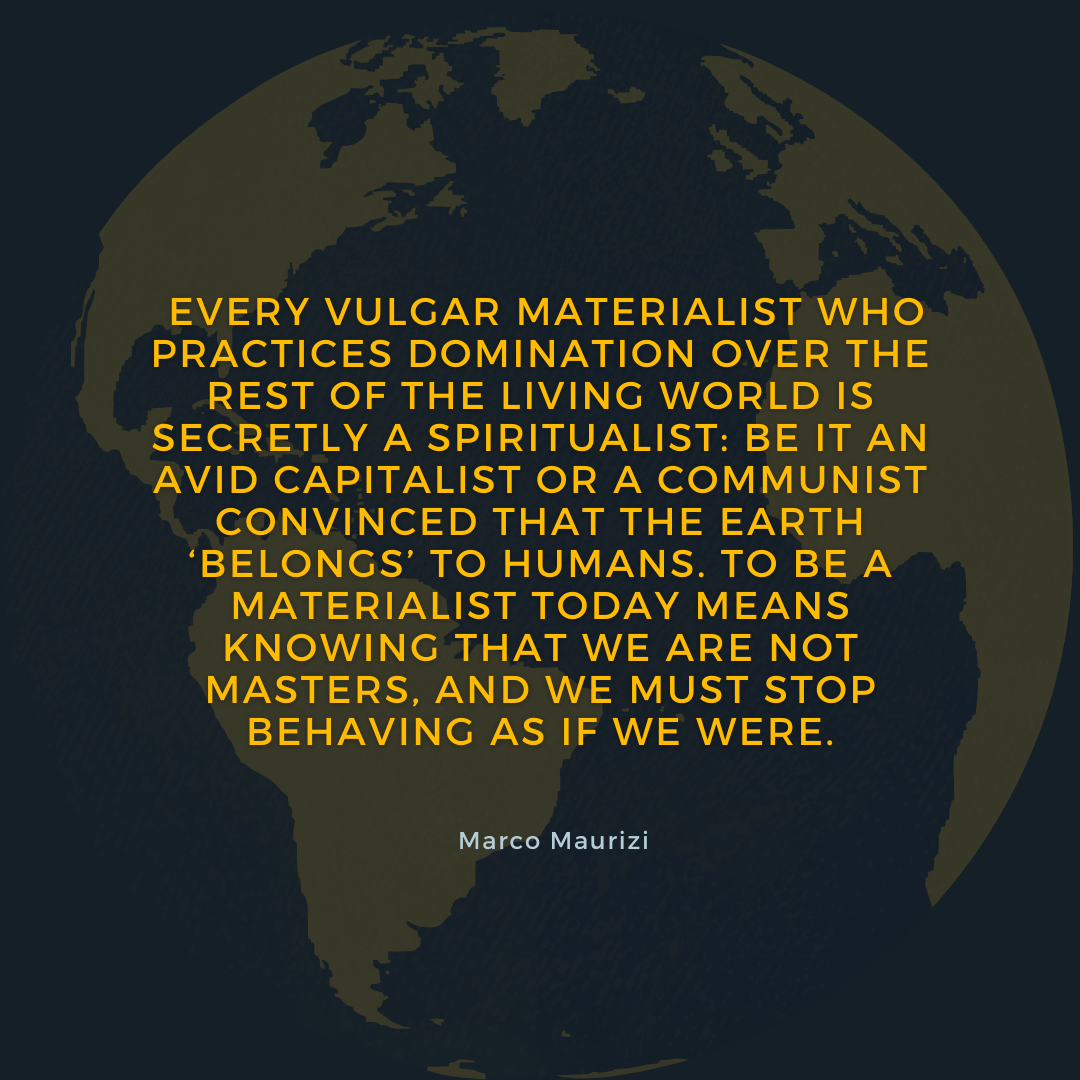 EVERY VULGAR MATERIALIST WHO
PRACTICES DOMINATION OVER THE
REST OF THE LIVING WORLD IS
SECRETLY A SPIRITUALIST: BE IT AN
AVID CAPITALIST OR A COMMUNIST
CONVINCED THAT THE EARTH
‘BELONGS’ TO HUMANS. TO BE A
MATERIALIST TODAY MEANS
KNOWING THAT WE ARE NOT
MASTERS, AND WE MUST STOP
BEHAVING AS IF WE WERE.
Marco Maurizi